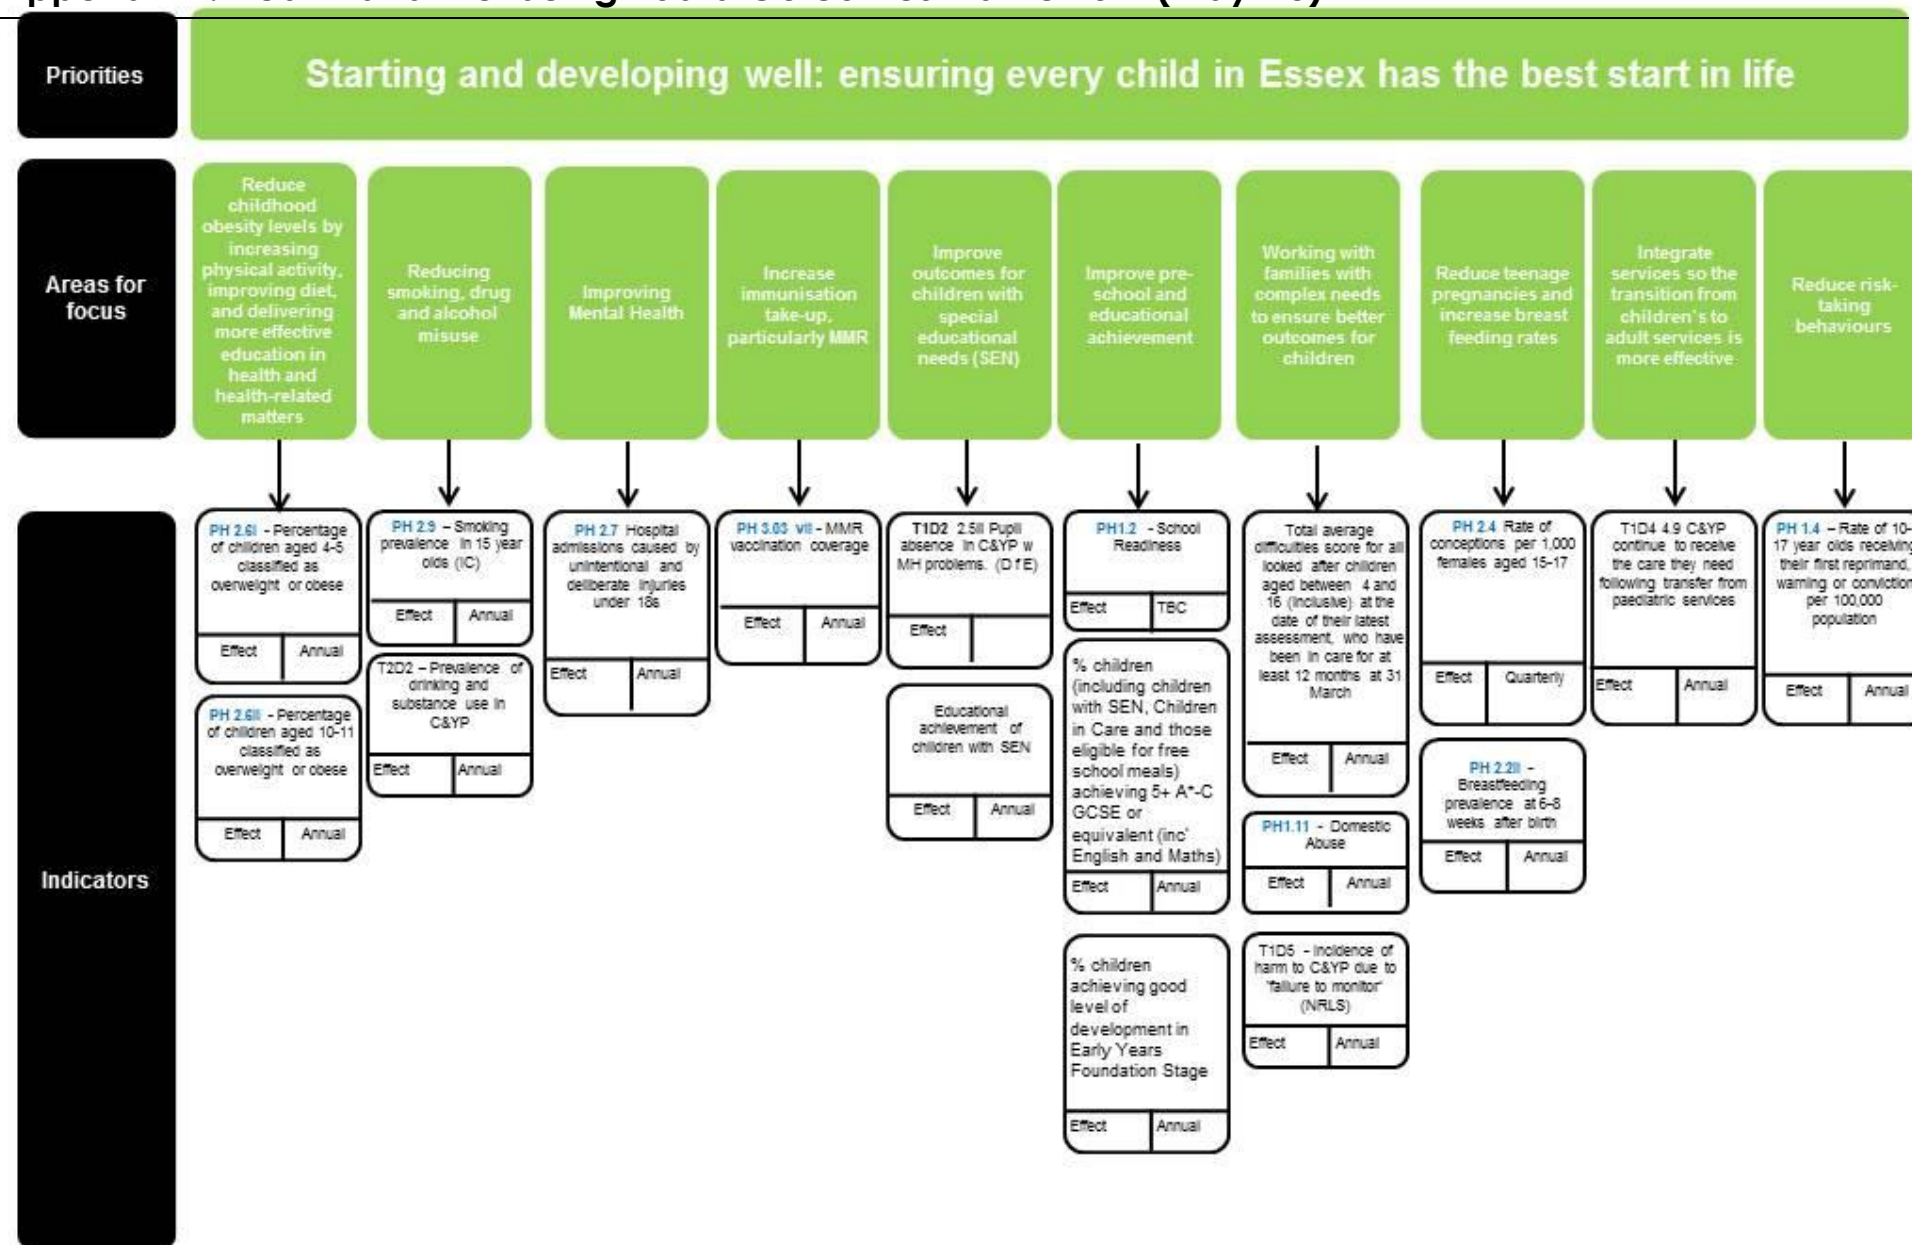 Priorities
Starting and developing well: ensuring every child in Essex has the best start in life
Areas for
focus
Reduce
childhood
obesity levels by
increasing
physical activity,
improving diet,
and delivering
more effective
education in
health and
health-related
matters
Reducing
smoking, drug
and alcohol
misuse
Improving
Mental Health
Increase
immunisation
take-up,
particularly MMR
Improve
outcomes for
children with
special
educational
needs (SEN)
Improve pre-
school and
educational
achievement
Working with
families with
complex needs
to ensure better
outcomes for
children
Reduce teenage
pregnancies and
increase breast
feeding rates
Integrate
services so the
transition from
children's to
adult services is
more effective
Reduce risk-
taking
behaviours
Indicators
PH 2.6i - Percentage
of children aged 4-5
classified as
overweight or obese
Effect Annual
PH 2.6ii - Percentage
of children aged 10-11
classified as
overweight or obese
Effect Annual
PH 2.9 – Smoking
prevalence in 15 year
olds (IC)
Effect Annual
T2D2 – Prevalence of
drinking and
substance use in
C&YP
Effect Annual
PH 2.7 Hospital
admissions caused by
unintentional and
deliberate injuries
under 18s
Effect Annual
PH 3.03 vii - MMR
vaccination coverage
Effect Annual
T1D2 2.5ii Pupil
absence in C&YP w
MH problems. (D f E)
Effect
Educational
achievement of
children with SEN
Effect Annual
PH1.2 - School
Readiness
Effect TBC
% children
(including children
with SEN, Children
in Care and those
eligible for free
school meals)
achieving 5+ A*-C
GCSE or
equivalent (inc'
English and Maths)
Effect Annual
% children
achieving good
level of
development in
Early Years
Foundation Stage
Effect Annual
Total average
difficulties score for all
looked after children
aged between 4 and
16 (inclusive) at the
date of their latest
assessment, who have
been in care for at
least 12 months at 31
March
Effect Annual
PH1.11 - Domestic
Abuse
Effect Annual
T1D5 - Incidence of
harm to C&YP due to
'failure to monitor'
(NRLS)
Effect Annual
PH 2.4 Rate of
conceptions per 1,000
females aged 15-17
Effect Quarterly
PH 2.2ii –
Breastfeeding
prevalence at 6-8
weeks after birth
Effect Annual
T1D4 4.9 C&YP
continue to receive
the care they need
following transfer from
paediatric services
Effect Annual
PH 1.4 – Rate of 10-
17 year olds receiving
their first reprimand,
warning or conviction
per 100,000
population
Effect Annual